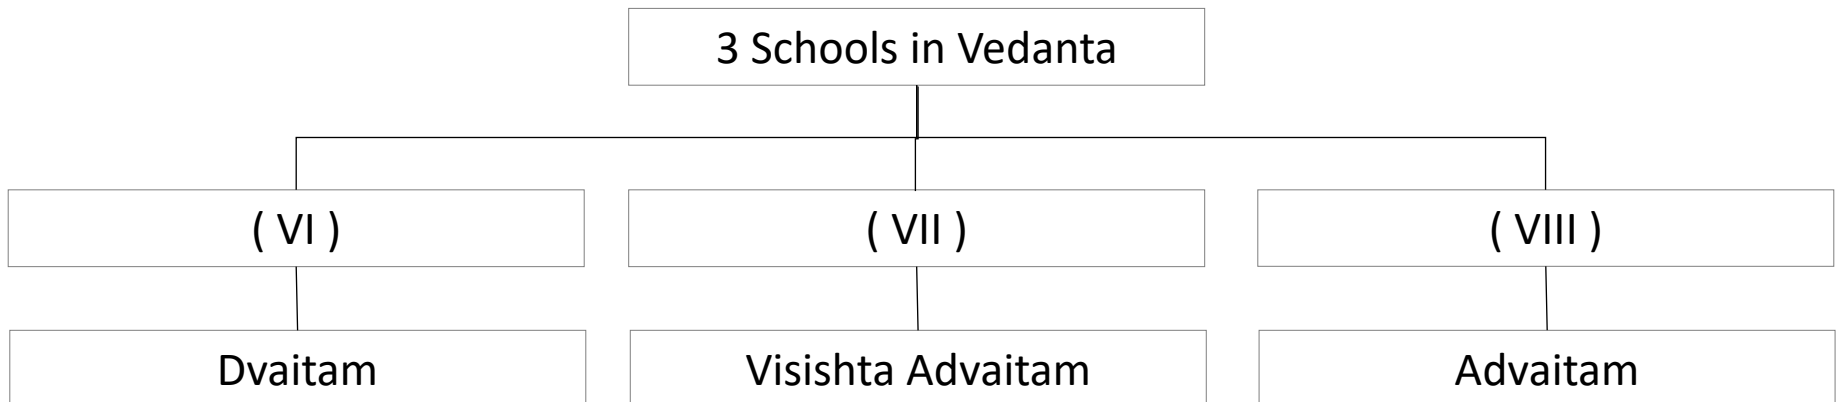 3 Schools in Vedanta
( VI )
( VII )
( VIII )
Dvaitam
Visishta Advaitam
Advaitam